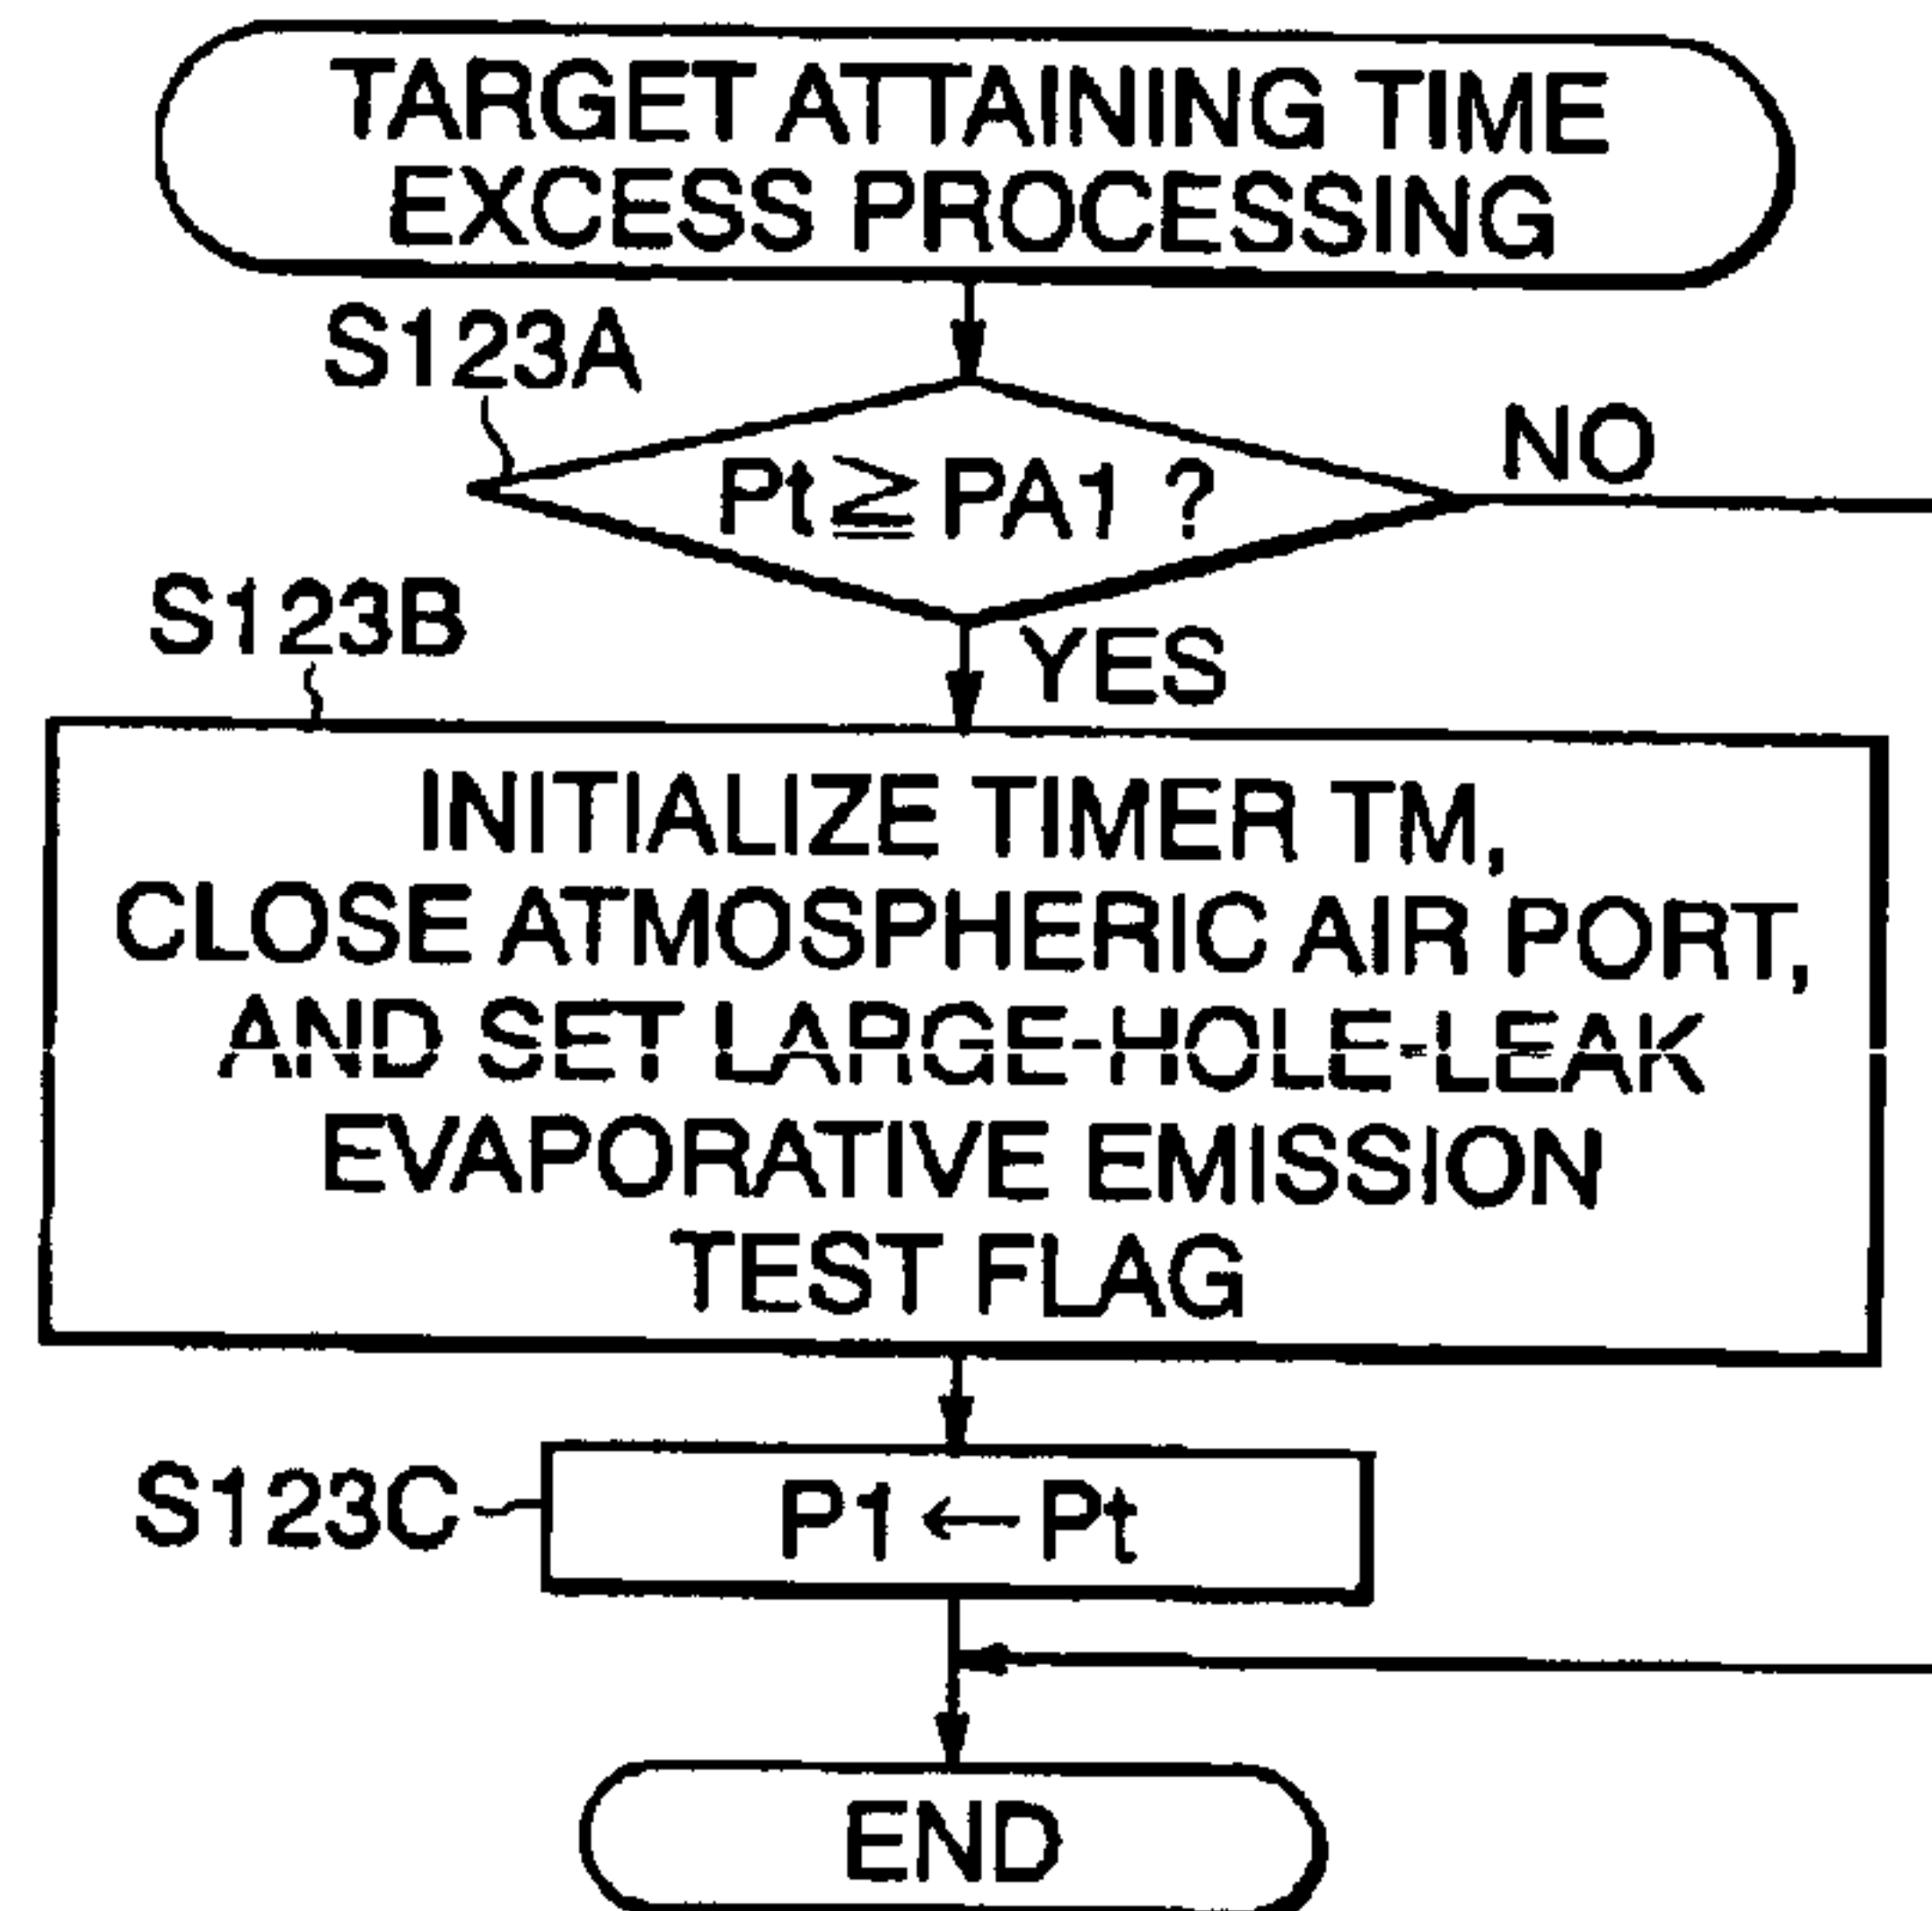 TARGET ATTAINING TIME
EXCESS PROCESSING
S123A
Pt≧PA1 ?
NO
S123B
YES
INITIALIZE TIMER TM,
CLOSE ATMOSPHERIC AIR PORT,
AND SET LARGE-HOLE-LEAK
EVAPORATIVE EMISSION
TEST FLAG
S123C
P1←Pt
END